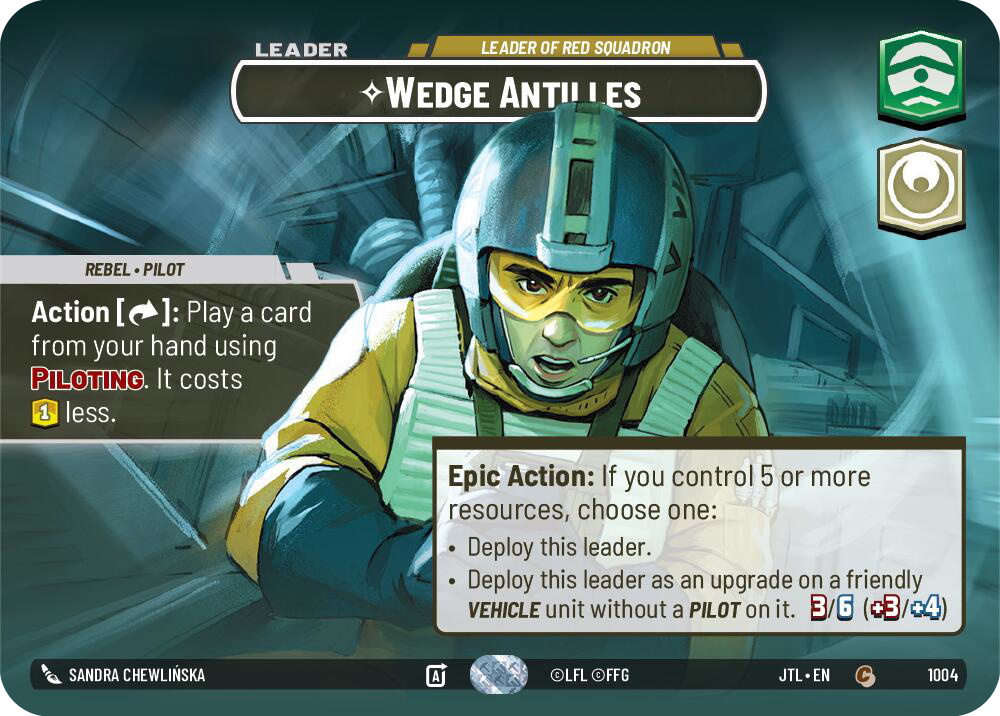 LEADER
LEADER OF RED SQUADRON
WEDGE ANTILLES
REBEL • PILOT
Action [ ]: Play a card
from your hand using
PILOTING. It costs
1 less.
Epic Action: If you control 5 or more
resources, choose one:
• Deploy this leader.
• Deploy this leader as an upgrade on a friendly
VEHICLE unit without a PILOT on it. 3/6 (+3/+4)
SANDRA CHEWLIŃSKA
A
©LFL ©FFG
JTL • EN
C
1004